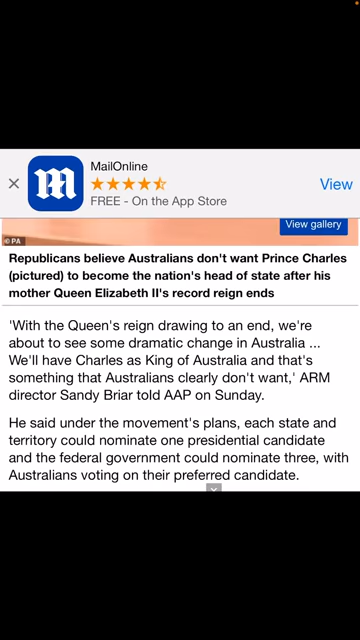 MailOnline
FREE - On the App Store
View
View gallery
© PA
Republicans believe Australians don't want Prince Charles
(pictured) to become the nation's head of state after his
mother Queen Elizabeth II's record reign ends
'With the Queen's reign drawing to an end, we're
about to see some dramatic change in Australia ...
We'll have Charles as King of Australia and that's
something that Australians clearly don't want,' ARM
director Sandy Briar told AAP on Sunday.
He said under the movement's plans, each state and
territory could nominate one presidential candidate
and the federal government could nominate three, with
Australians voting on their preferred candidate.